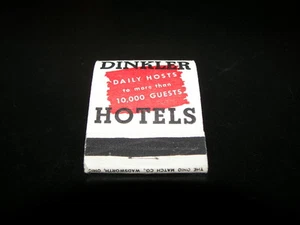 DINKLER
DAILY HOSTS
to more than
10,000 GUESTS
HOTELS
THE OHIO MATCH CO., WADSWORTH, OHIO